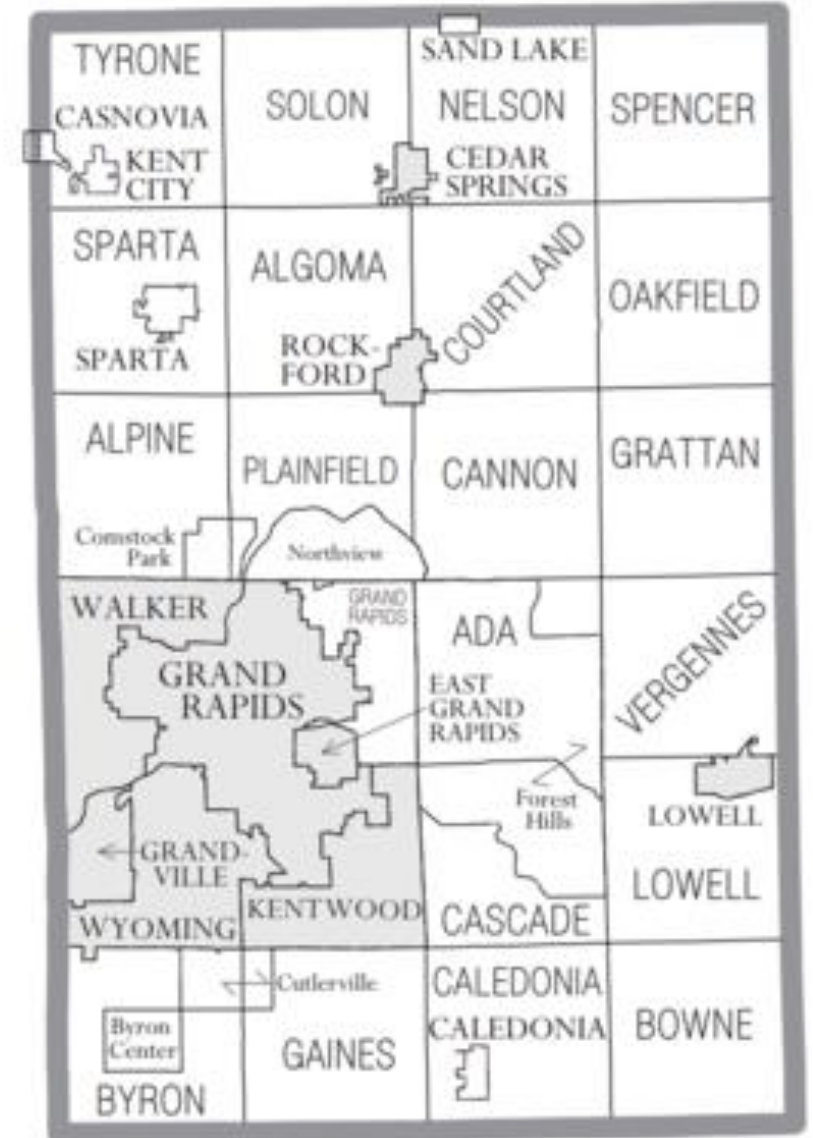 TYRONE
CASNOVIA
KENT
CITY
SOLON
SAND LAKE
NELSON
CEDAR
SPRINGS
SPENCER
SPARTA
SPARTA
ALGOMA
ROCK-
FORD
COURTLAND
OAKFIELD
ALPINE
Comstock
Park
PLAINFIELD
Northview
CANNON
GRATTAN
WALKER
GRAND
RAPIDS
GRAND
RAPIDS
ADA
EAST
GRAND
RAPIDS
VERGENNES
Forest
Hills
LOWELL
LOWELL
GRAND-
VILLE
WYOMING
KENTWOOD
CASCADE
Cutlerville
Byron
Center
BYRON
GAINES
CALEDONIA
CALEDONIA
BOWNE